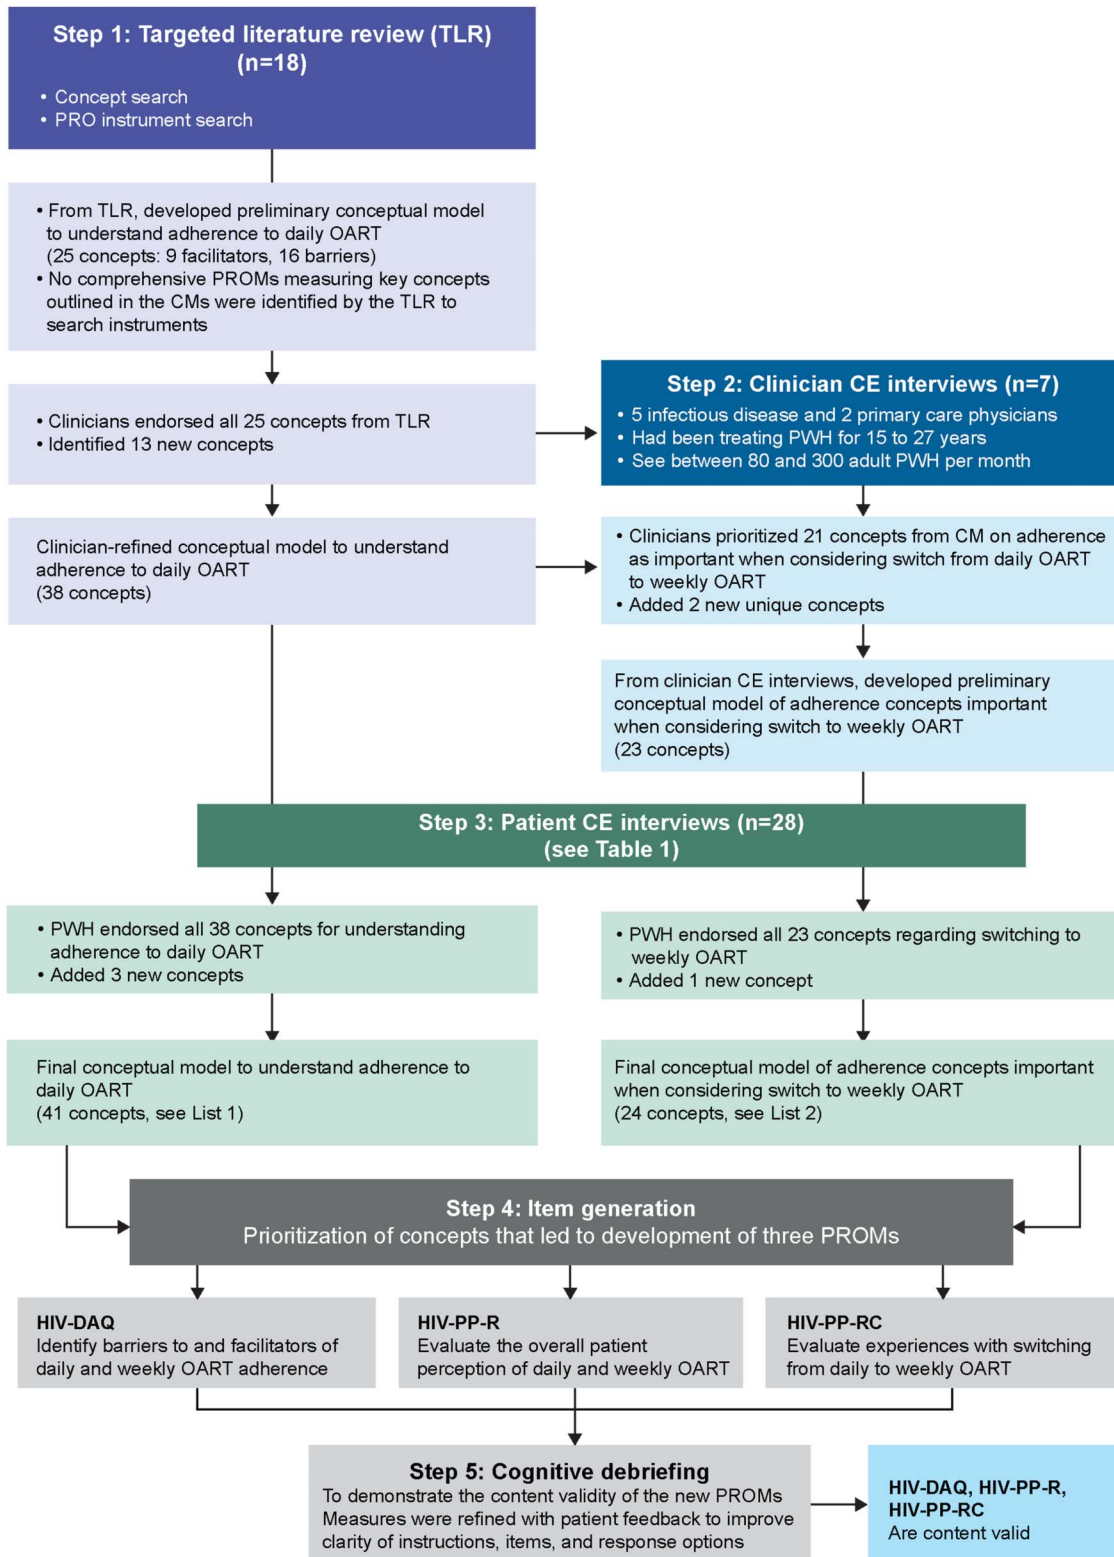 Step 1: Targeted literature review (TLR)
(n=18)
• Concept search
• PRO instrument search
• From TLR, developed preliminary conceptual model
to understand adherence to daily OART
(25 concepts: 9 facilitators, 16 barriers)
• No comprehensive PROMs measuring key concepts
outlined in the CMs were identified by the TLR to
search instruments
• Clinicians endorsed all 25 concepts from TLR
• Identified 13 new concepts
Step 2: Clinician CE interviews (n=7)
• 5 infectious disease and 2 primary care physicians
• Had been treating PWH for 15 to 27 years
• See between 80 and 300 adult PWH per month
Clinician-refined conceptual model to understand
adherence to daily OART
(38 concepts)
• Clinicians prioritized 21 concepts from CM on adherence
as important when considering switch from daily OART
to weekly OART
• Added 2 new unique concepts
From clinician CE interviews, developed preliminary
conceptual model of adherence concepts important
when considering switch to weekly OART
(23 concepts)
Step 3: Patient CE interviews (n=28)
(see Table 1)
• PWH endorsed all 38 concepts for understanding
adherence to daily OART
• Added 3 new concepts
• PWH endorsed all 23 concepts regarding switching to
weekly OART
• Added 1 new concept
Final conceptual model to understand adherence to
daily OART
(41 concepts, see List 1)
Final conceptual model of adherence concepts important
when considering switch to weekly OART
(24 concepts, see List 2)
Step 4: Item generation
Prioritization of concepts that led to development of three PROMs
HIV-DAQ
Identify barriers to and facilitators of
daily and weekly OART adherence
HIV-PP-R
Evaluate the overall patient
perception of daily and weekly OART
HIV-PP-RC
Evaluate experiences with switching
from daily to weekly OART
Step 5: Cognitive debriefing
To demonstrate the content validity of the new PROMs
Measures were refined with patient feedback to improve
clarity of instructions, items, and response options
HIV-DAQ, HIV-PP-R,
HIV-PP-RC
Are content valid